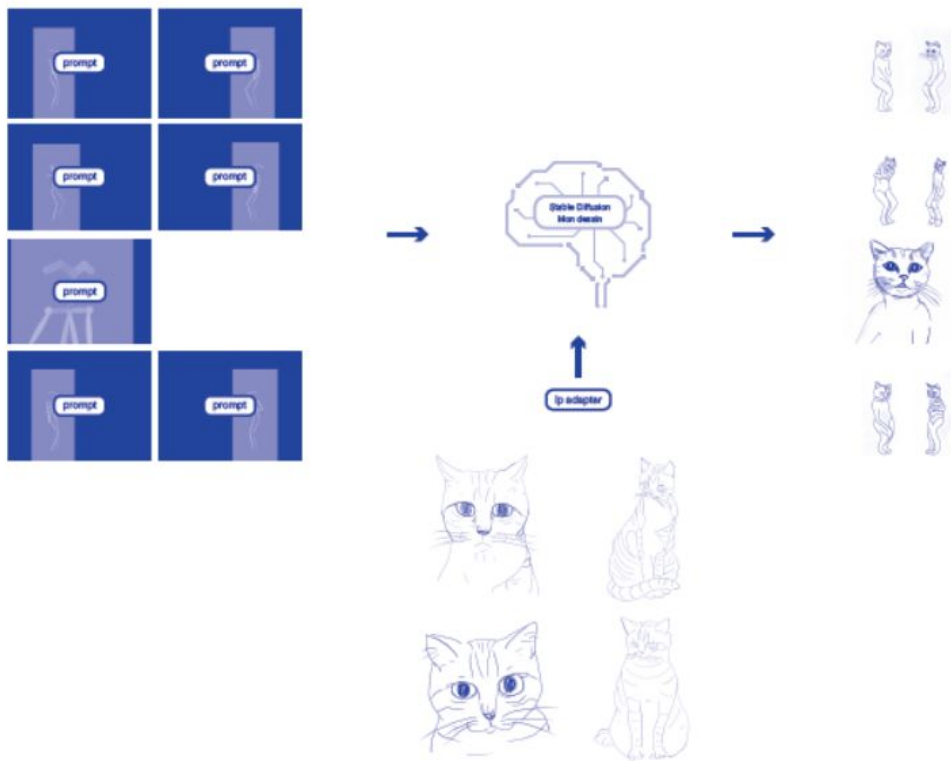 prompt prompt
prompt prompt
Stable Diffusion
Mon dessin
prompt
prompt prompt
Ip adapter